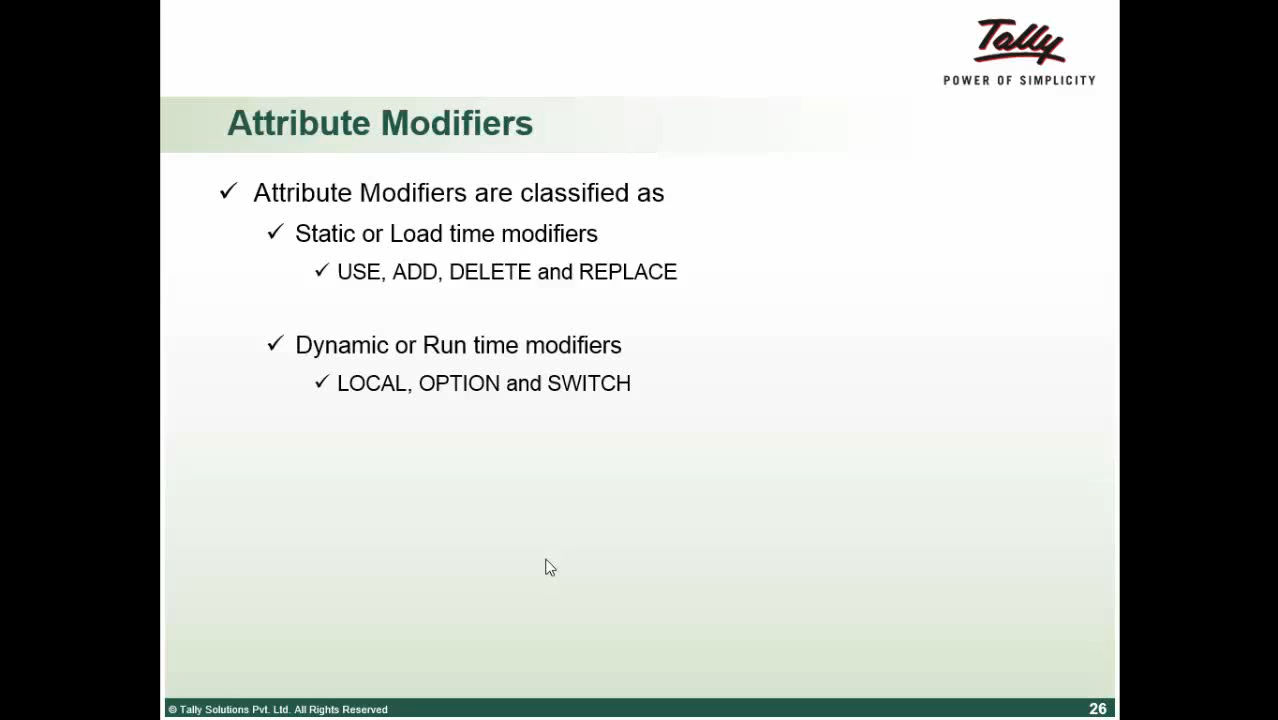 Tally
POWER OF SIMPLICITY
Attribute Modifiers
Attribute Modifiers are classified as
Static or Load time modifiers
USE, ADD, DELETE and REPLACE
Dynamic or Run time modifiers
LOCAL, OPTION and SWITCH
© Tally Solutions Pvt. Ltd. All Rights Reserved
26